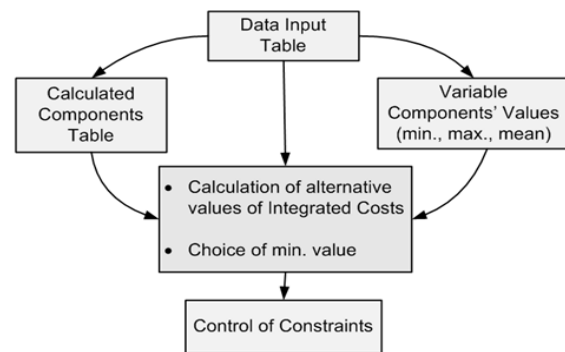 Data Input
Table
Calculated
Components
Table
Variable
Components' Values
(min., max., mean)
• Calculation of alternative
values of Integrated Costs
• Choice of min. value
Control of Constraints